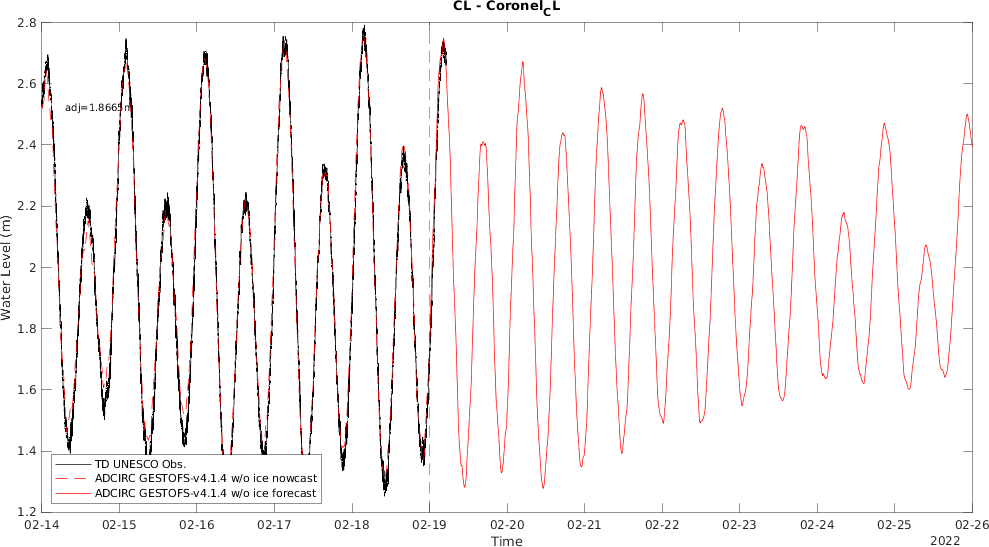 CL - Coronel_CL
2.8
2.6
2.4
2.2
2
1.8
1.6
1.4
1.2
Water Level (m)
adj=1.8665m
TD UNESCO Obs.
ADCIRC GESTOFS-v4.1.4 w/o ice nowcast
ADCIRC GESTOFS-v4.1.4 w/o ice forecast
02-14 02-15 02-16 02-17 02-18 02-19 02-20 02-21 02-22 02-23 02-24 02-25 02-26
Time
2022